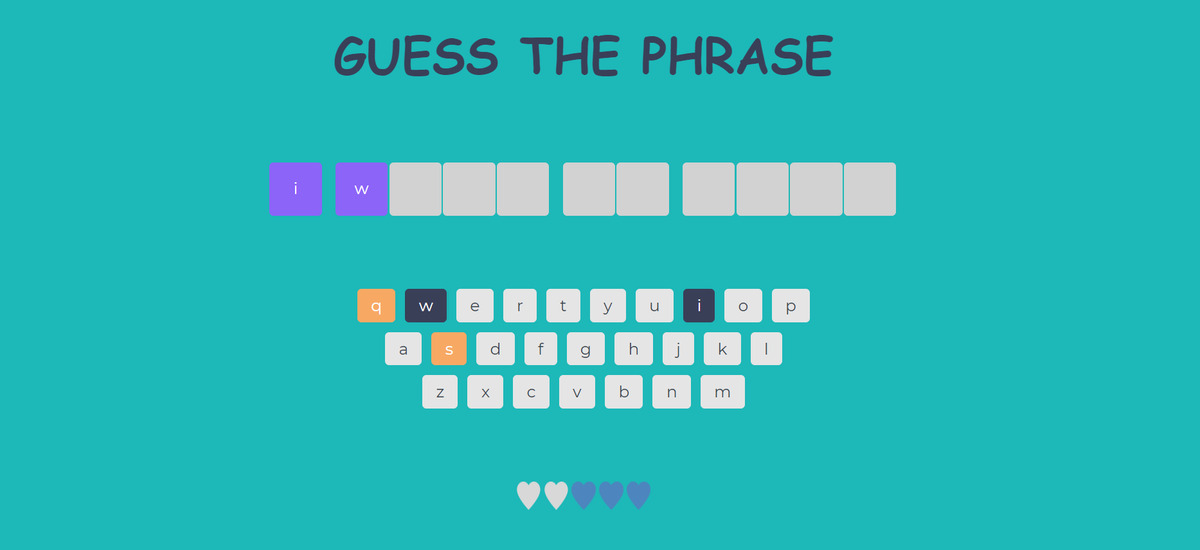 GUESS THE PHRASE
i w
q w e r t y u i o p
a s d f g h j k l
z x c v b n m